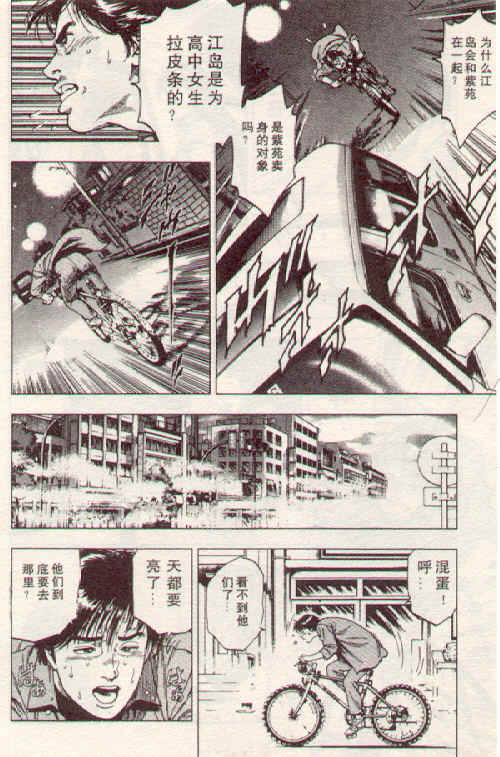 为什么江
岛会和紫苑
在一起?
是紫苑卖
身的对象
吗?
江岛是为
高中女生
拉皮条的?
混蛋!
呼…
看不到他
们了…
天都要
亮了…
他们到
底要去
那里?